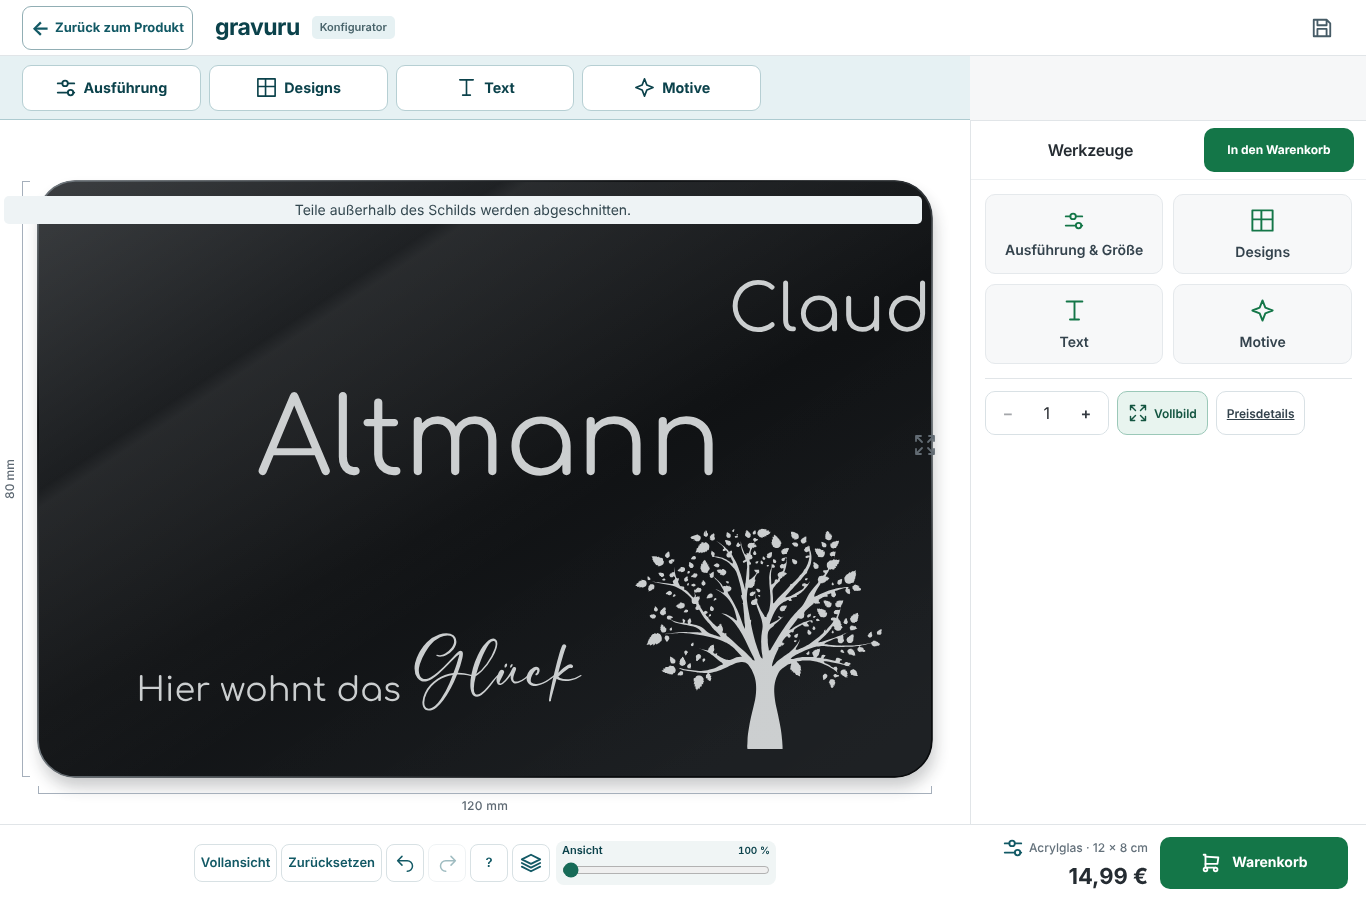 Zurück zum Produkt
gravuru
Konfigurator
Ausführung
Designs
Text
Motive
Werkzeuge
In den Warenkorb
Teile außerhalb des Schilds werden abgeschnitten.
Ausführung & Größe
Designs
Text
Motive
− 1 +
Vollbild
Preisdetails
Claud
Altmann
Hier wohnt das Glück
80 mm
120 mm
Vollansicht
Zurücksetzen
?
Ansicht
100 %
Acrylglas · 12 × 8 cm
14,99 €
Warenkorb